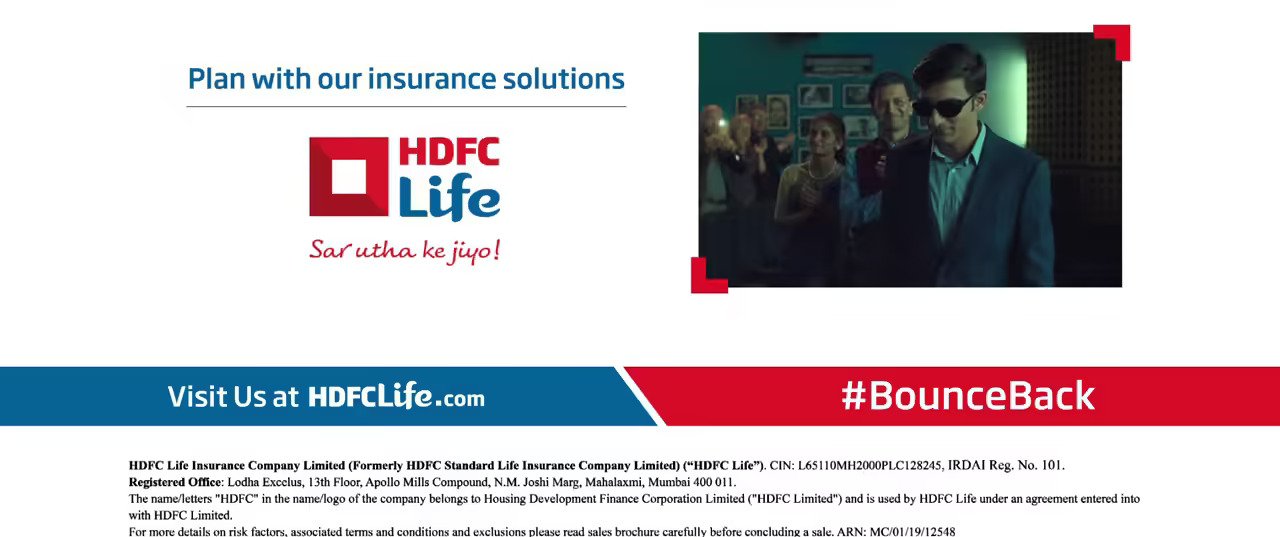 Plan with our insurance solutions
HDFC
Life
Sar utha ke jiyo!
Visit Us at HDFCLife.com
#BounceBack
HDFC Life Insurance Company Limited (Formerly HDFC Standard Life Insurance Company Limited) (“HDFC Life”). CIN: L65110MH2000PLC128245, IRDAI Reg. No. 101.
Registered Office: Lodha Excelus, 13th Floor, Apollo Mills Compound, N.M. Joshi Marg, Mahalaxmi, Mumbai 400 011.
The name/letters "HDFC" in the name/logo of the company belongs to Housing Development Finance Corporation Limited ("HDFC Limited") and is used by HDFC Life under an agreement entered into
with HDFC Limited.
For more details on risk factors, associated terms and conditions and exclusions please read sales brochure carefully before concluding a sale. ARN: MC/01/19/12548